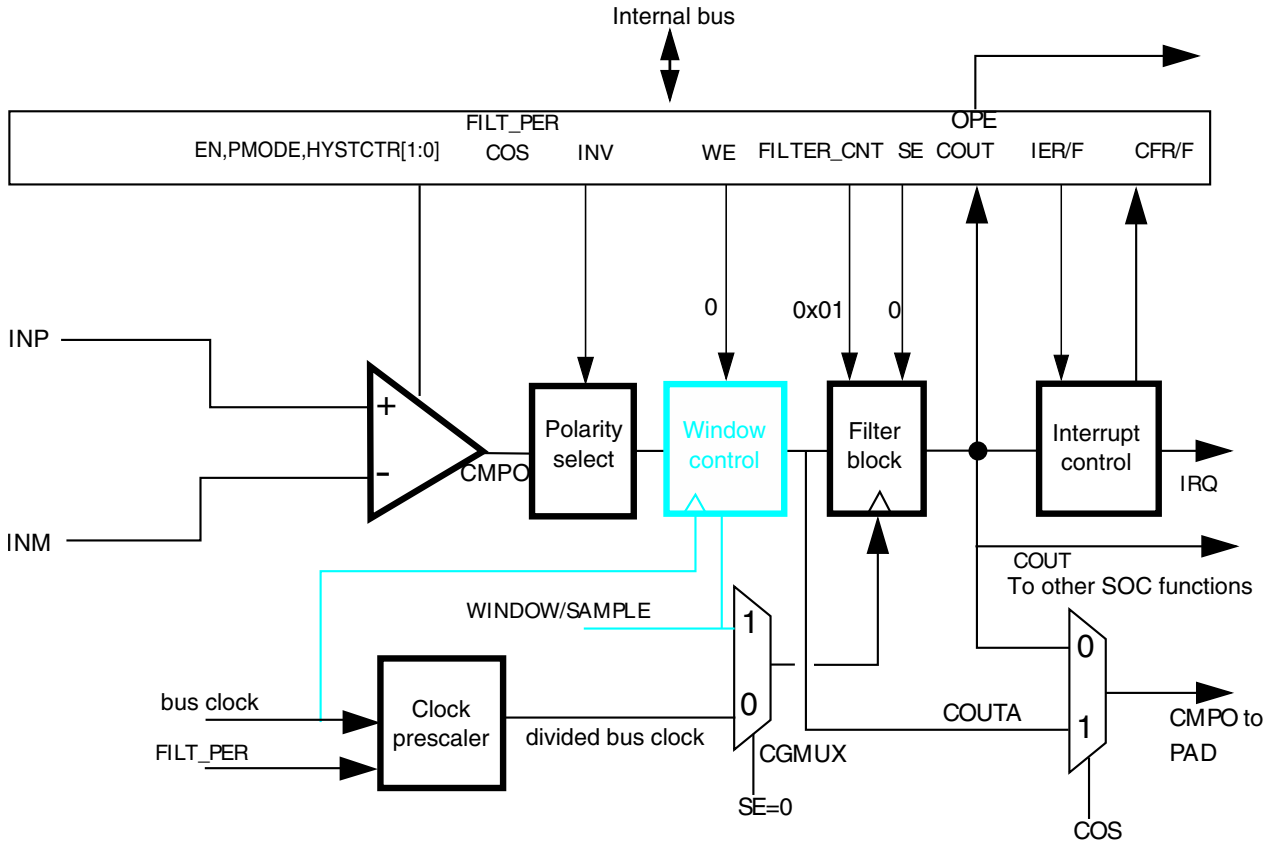 Internal bus
FILT_PER
OPE
EN,PMODE,HYSTCTR[1:0]
COS
INV
WE
FILTER_CNT
SE
COUT
IER/F
CFR/F
0
0x01
0
INP
+
-
INM
CMPO
Polarity
select
Window
control
Filter
block
Interrupt
control
IRQ
COUT
To other SOC functions
WINDOW/SAMPLE
1
0
0
1
bus clock
FILT_PER
Clock
prescaler
divided bus clock
CGMUX
SE=0
COUTA
CMPO to
PAD
COS